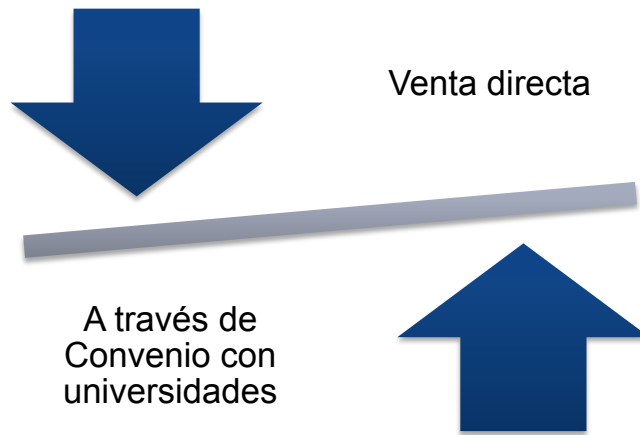 Venta directa
A través de
Convenio con
universidades